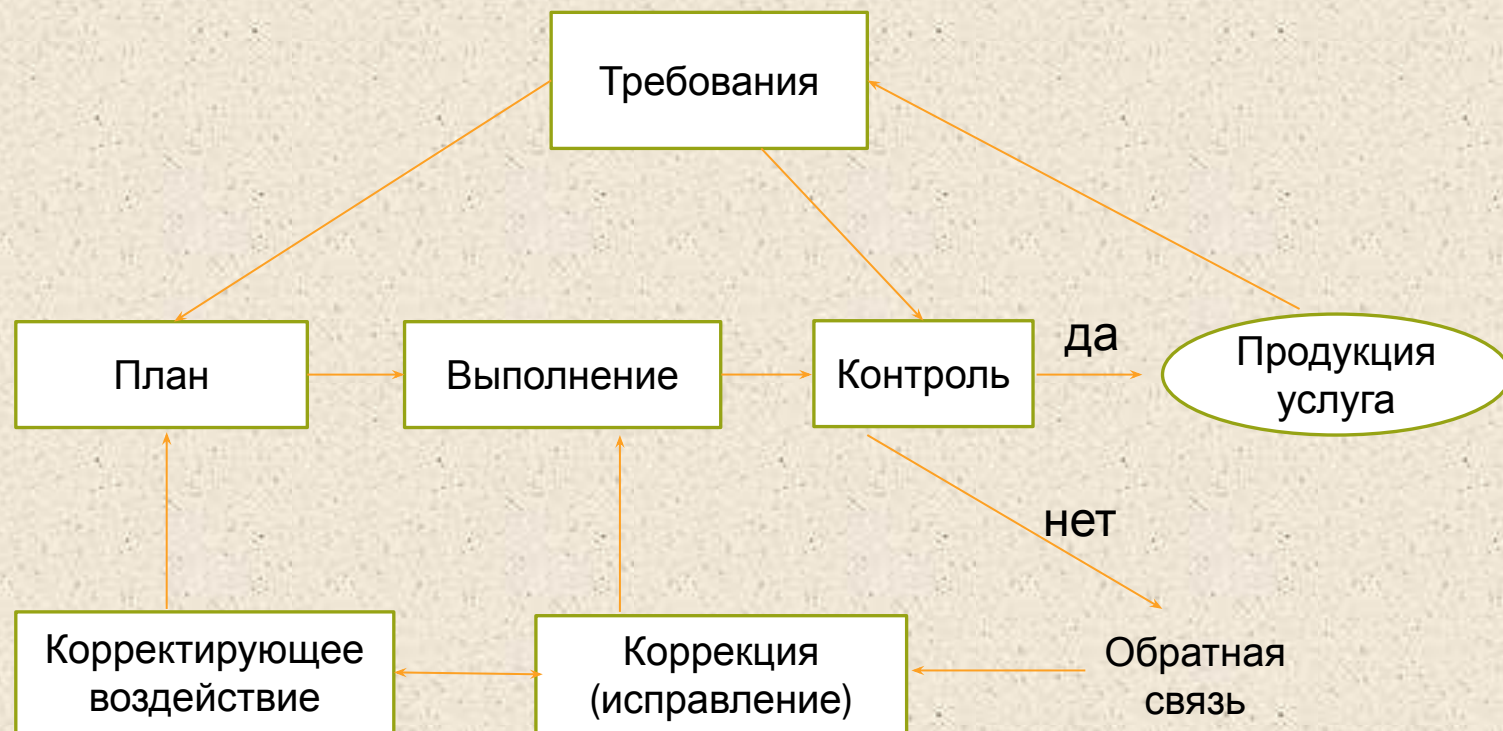 Требования
План
Выполнение
Контроль
да
Продукция
услуга
нет
Корректирующее
воздействие
Коррекция
(исправление)
Обратная
связь